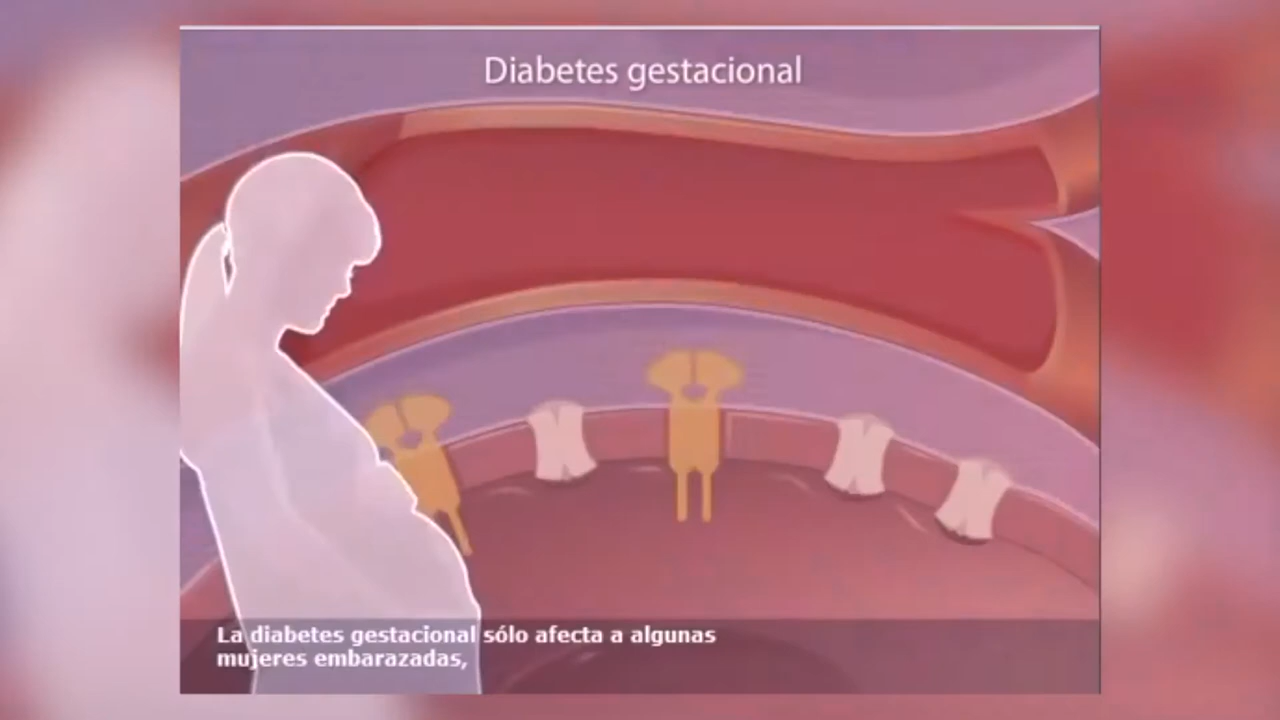 Diabetes gestacional
La diabetes gestacional sólo afecta a algunas
mujeres embarazadas,